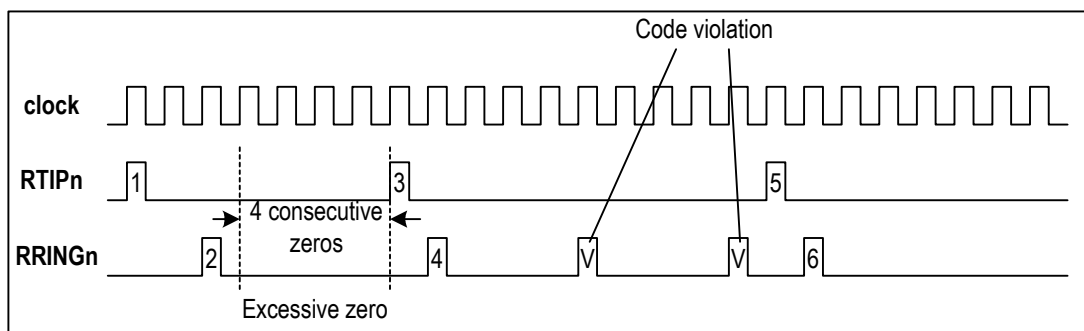 Code violation
clock
RTIPn
1
3
5
4 consecutive
zeros
RRINGn
2
4
V
V
6
Excessive zero